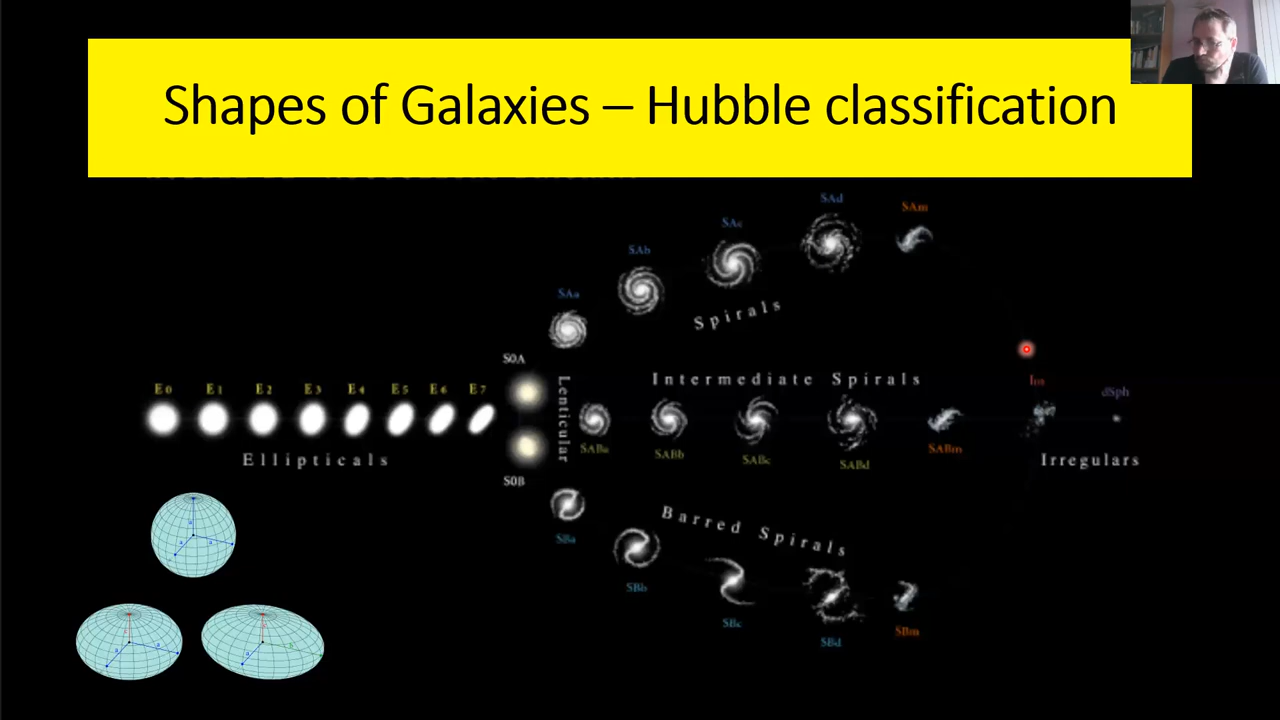 Shapes of Galaxies – Hubble classification
SAa
SAb
SAc
SAd
SAm
Spirals
E0 E1 E2 E3 E4 E5 E6 E7
Ellipticals
S0A
S0B
Lenticular
Intermediate Spirals
SABa
SABb
SABc
SABd
SABm
Im
dSph
Irregulars
Barred Spirals
SBa
SBb
SBc
SBd
SBm